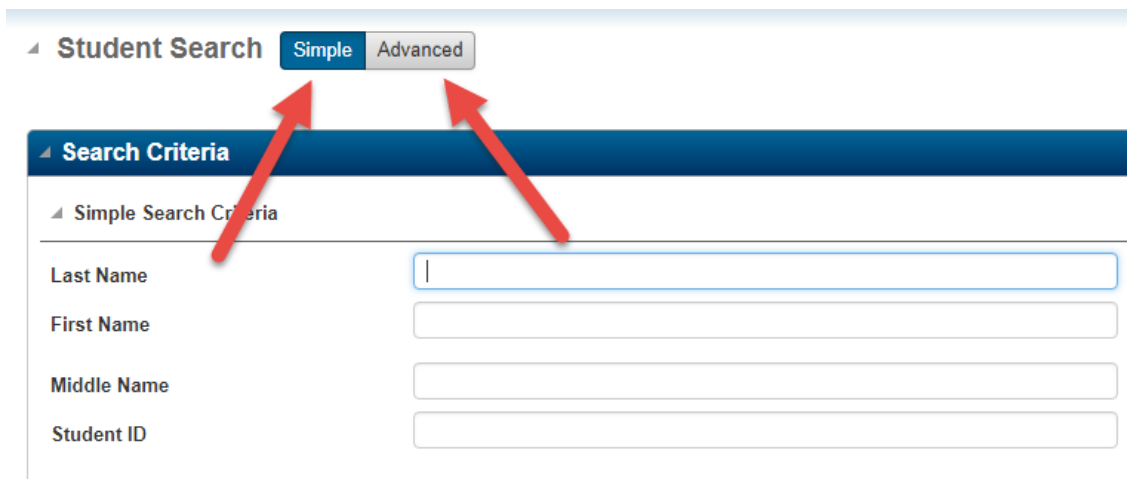 Student Search Simple Advanced
Search Criteria
Simple Search Criteria
Last Name
First Name
Middle Name
Student ID